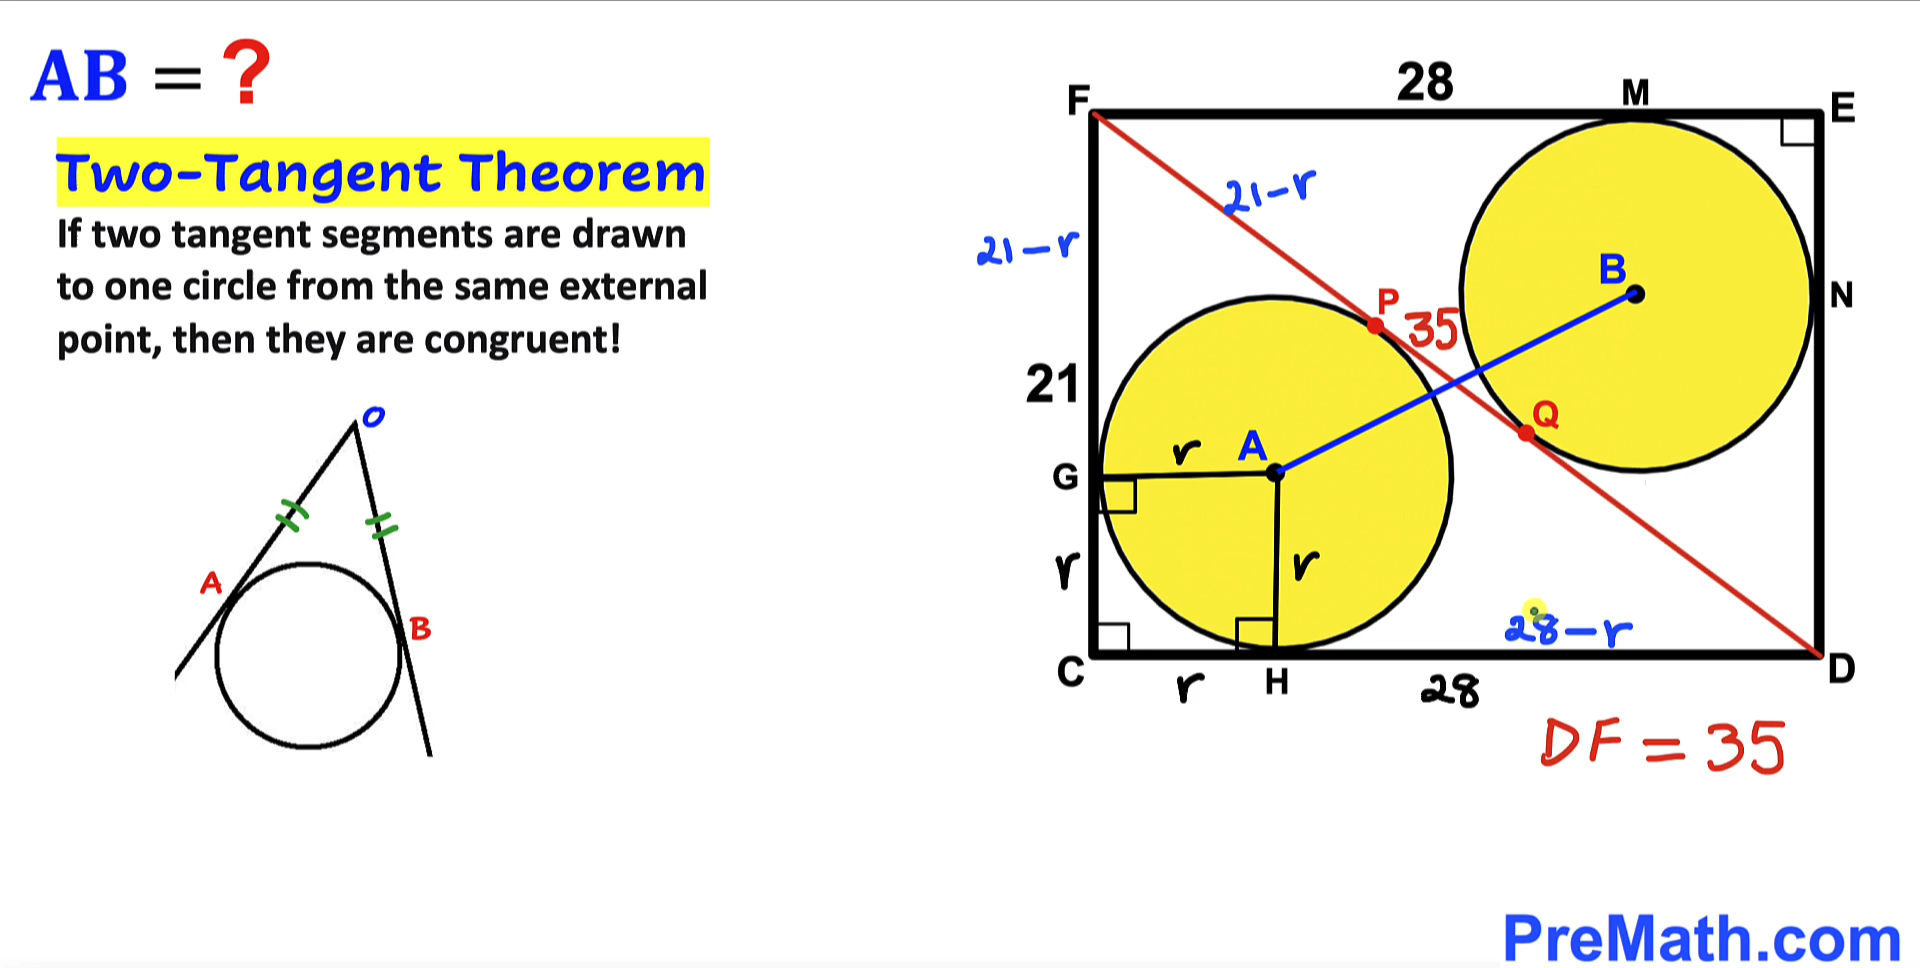 AB = ?
Two-Tangent Theorem
If two tangent segments are drawn
to one circle from the same external
point, then they are congruent!
O
A
B
28
F
M
E
21-r
21-r
B
N
P
35
21
Q
r
A
G
r
r
28-r
C
r
H
28
D
DF = 35
PreMath.com